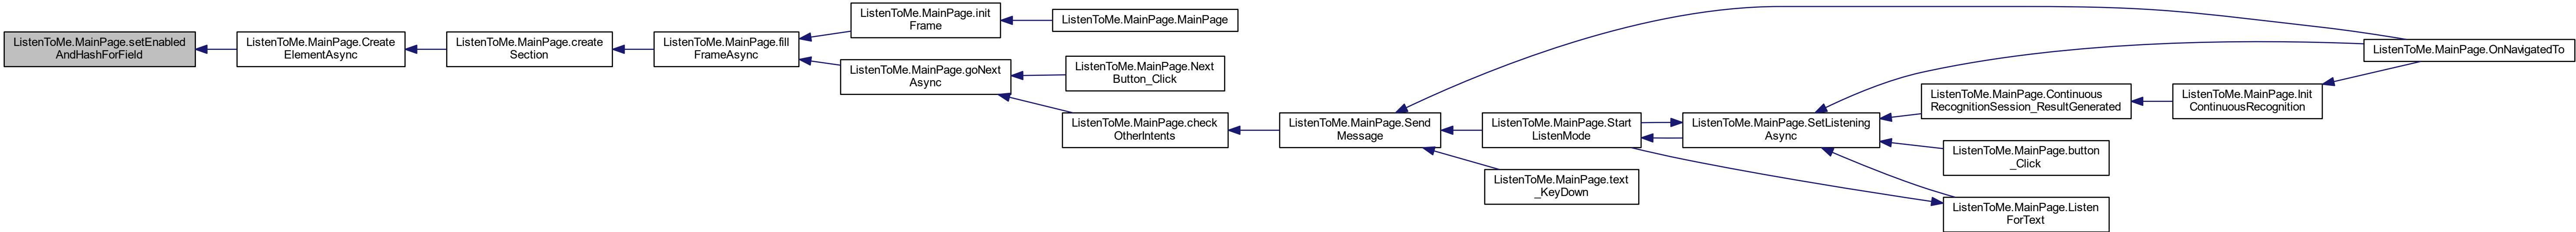 ListenToMe.MainPage.setEnabled
AndHashForField
ListenToMe.MainPage.Create
ElementAsync
ListenToMe.MainPage.create
Section
ListenToMe.MainPage.fill
FrameAsync
ListenToMe.MainPage.init
Frame
ListenToMe.MainPage.MainPage
ListenToMe.MainPage.goNext
Async
ListenToMe.MainPage.Next
Button_Click
ListenToMe.MainPage.check
OtherIntents
ListenToMe.MainPage.Send
Message
ListenToMe.MainPage.Start
ListenMode
ListenToMe.MainPage.text
_KeyDown
ListenToMe.MainPage.SetListening
Async
ListenToMe.MainPage.OnNavigatedTo
ListenToMe.MainPage.Continuous
RecognitionSession_ResultGenerated
ListenToMe.MainPage.Init
ContinuousRecognition
ListenToMe.MainPage.button
_Click
ListenToMe.MainPage.Listen
ForText